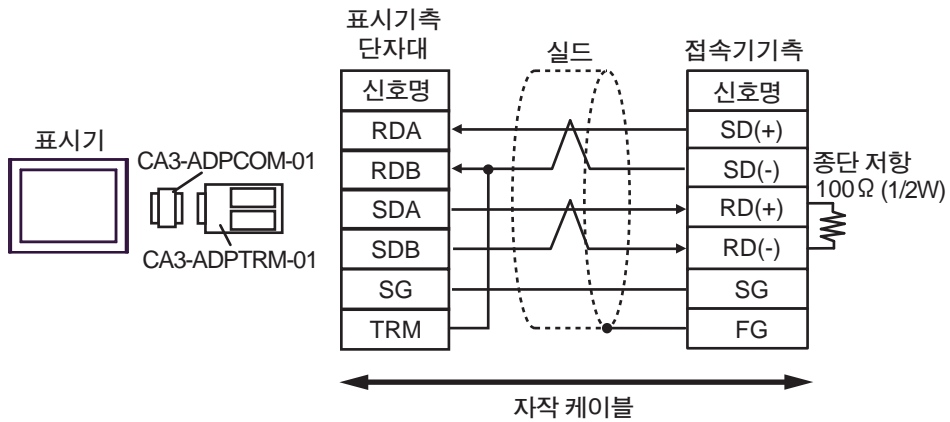 표시기측
단자대
실드
접속기기측
신호명
신호명
RDA
SD(+)
표시기
CA3-ADPCOM-01
RDB
SD(-)
종단 저항
100Ω (1/2W)
SDA
RD(+)
SDB
RD(-)
CA3-ADPTRM-01
SG
SG
TRM
FG
자작 케이블